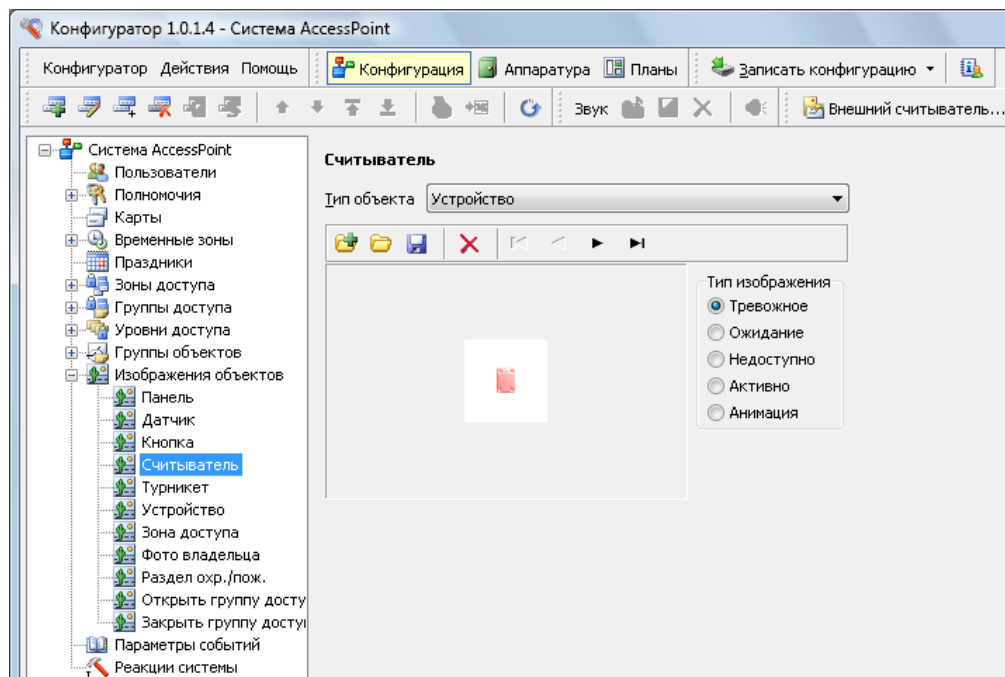 Конфигуратор 1.0.1.4 - Система AccessPoint
Конфигуратор Действия Помощь Конфигурация Аппаратура Планы Записать конфигурацию
Звук Внешний считыватель...
Система AccessPoint
Пользователи
Полномочия
Карты
Временные зоны
Праздники
Зоны доступа
Группы доступа
Уровни доступа
Группы объектов
Изображения объектов
Панель
Датчик
Кнопка
Считыватель
Турникет
Устройство
Зона доступа
Фото владельца
Раздел охр./пож.
Открыть группу досту
Закрыть группу досту
Параметры событий
Реакции системы
Считыватель
Тип объекта Устройство
Тип изображения
Тревожное
Ожидание
Недоступно
Активно
Анимация